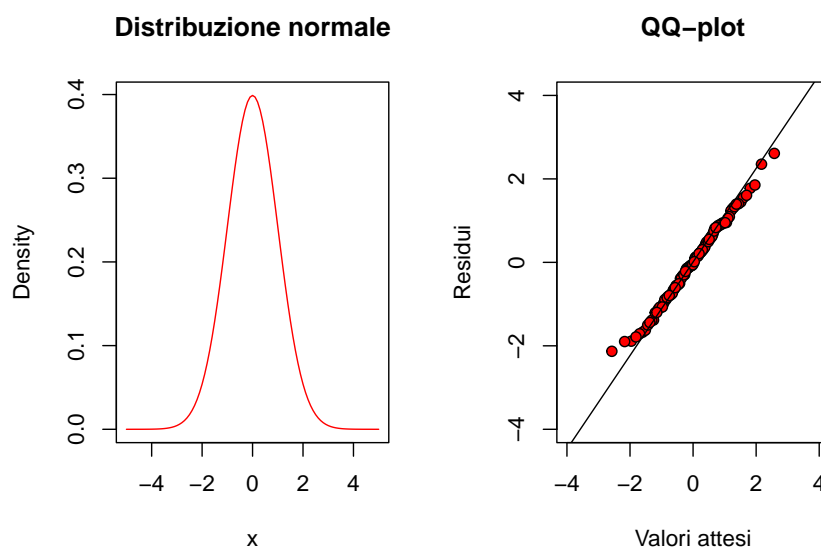 Distribuzione normale
Density
0.0 0.1 0.2 0.3 0.4
−4 −2 0 2 4
x
QQ−plot
Residui
−4 −2 0 2 4
−4 −2 0 2 4
Valori attesi